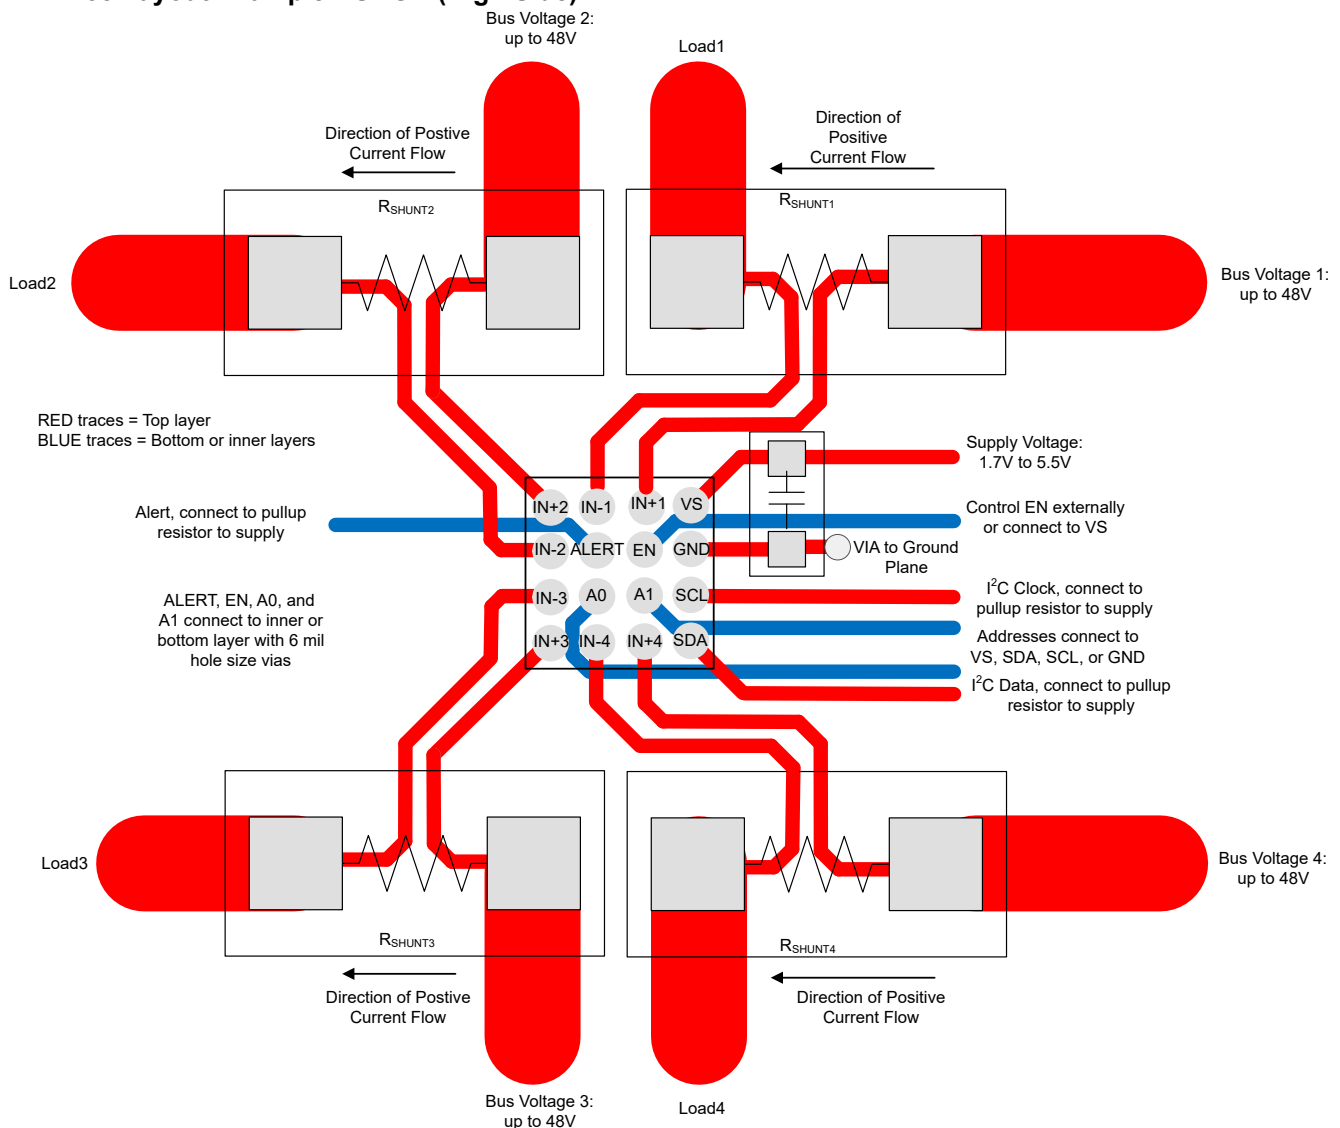 Bus Voltage 2:
up to 48V
Load1
Direction of Postive
Current Flow
Direction of
Positive
Current Flow
RSHUNT2
RSHUNT1
Load2
Bus Voltage 1:
up to 48V
RED traces = Top layer
BLUE traces = Bottom or inner layers
Supply Voltage:
1.7V to 5.5V
IN+2 IN-1 IN+1 VS
Alert, connect to pullup
resistor to supply
Control EN externally
or connect to VS
IN-2 ALERT EN GND
VIA to Ground
Plane
ALERT, EN, A0, and
A1 connect to inner or
bottom layer with 6 mil
hole size vias
IN-3 A0 A1 SCL
I2C Clock, connect to
pullup resistor to supply
IN+3 IN-4 IN+4 SDA
Addresses connect to
VS, SDA, SCL, or GND
I2C Data, connect to pullup
resistor to supply
Load3
Bus Voltage 4:
up to 48V
RSHUNT3
RSHUNT4
Direction of Postive
Current Flow
Direction of Positive
Current Flow
Bus Voltage 3:
up to 48V
Load4